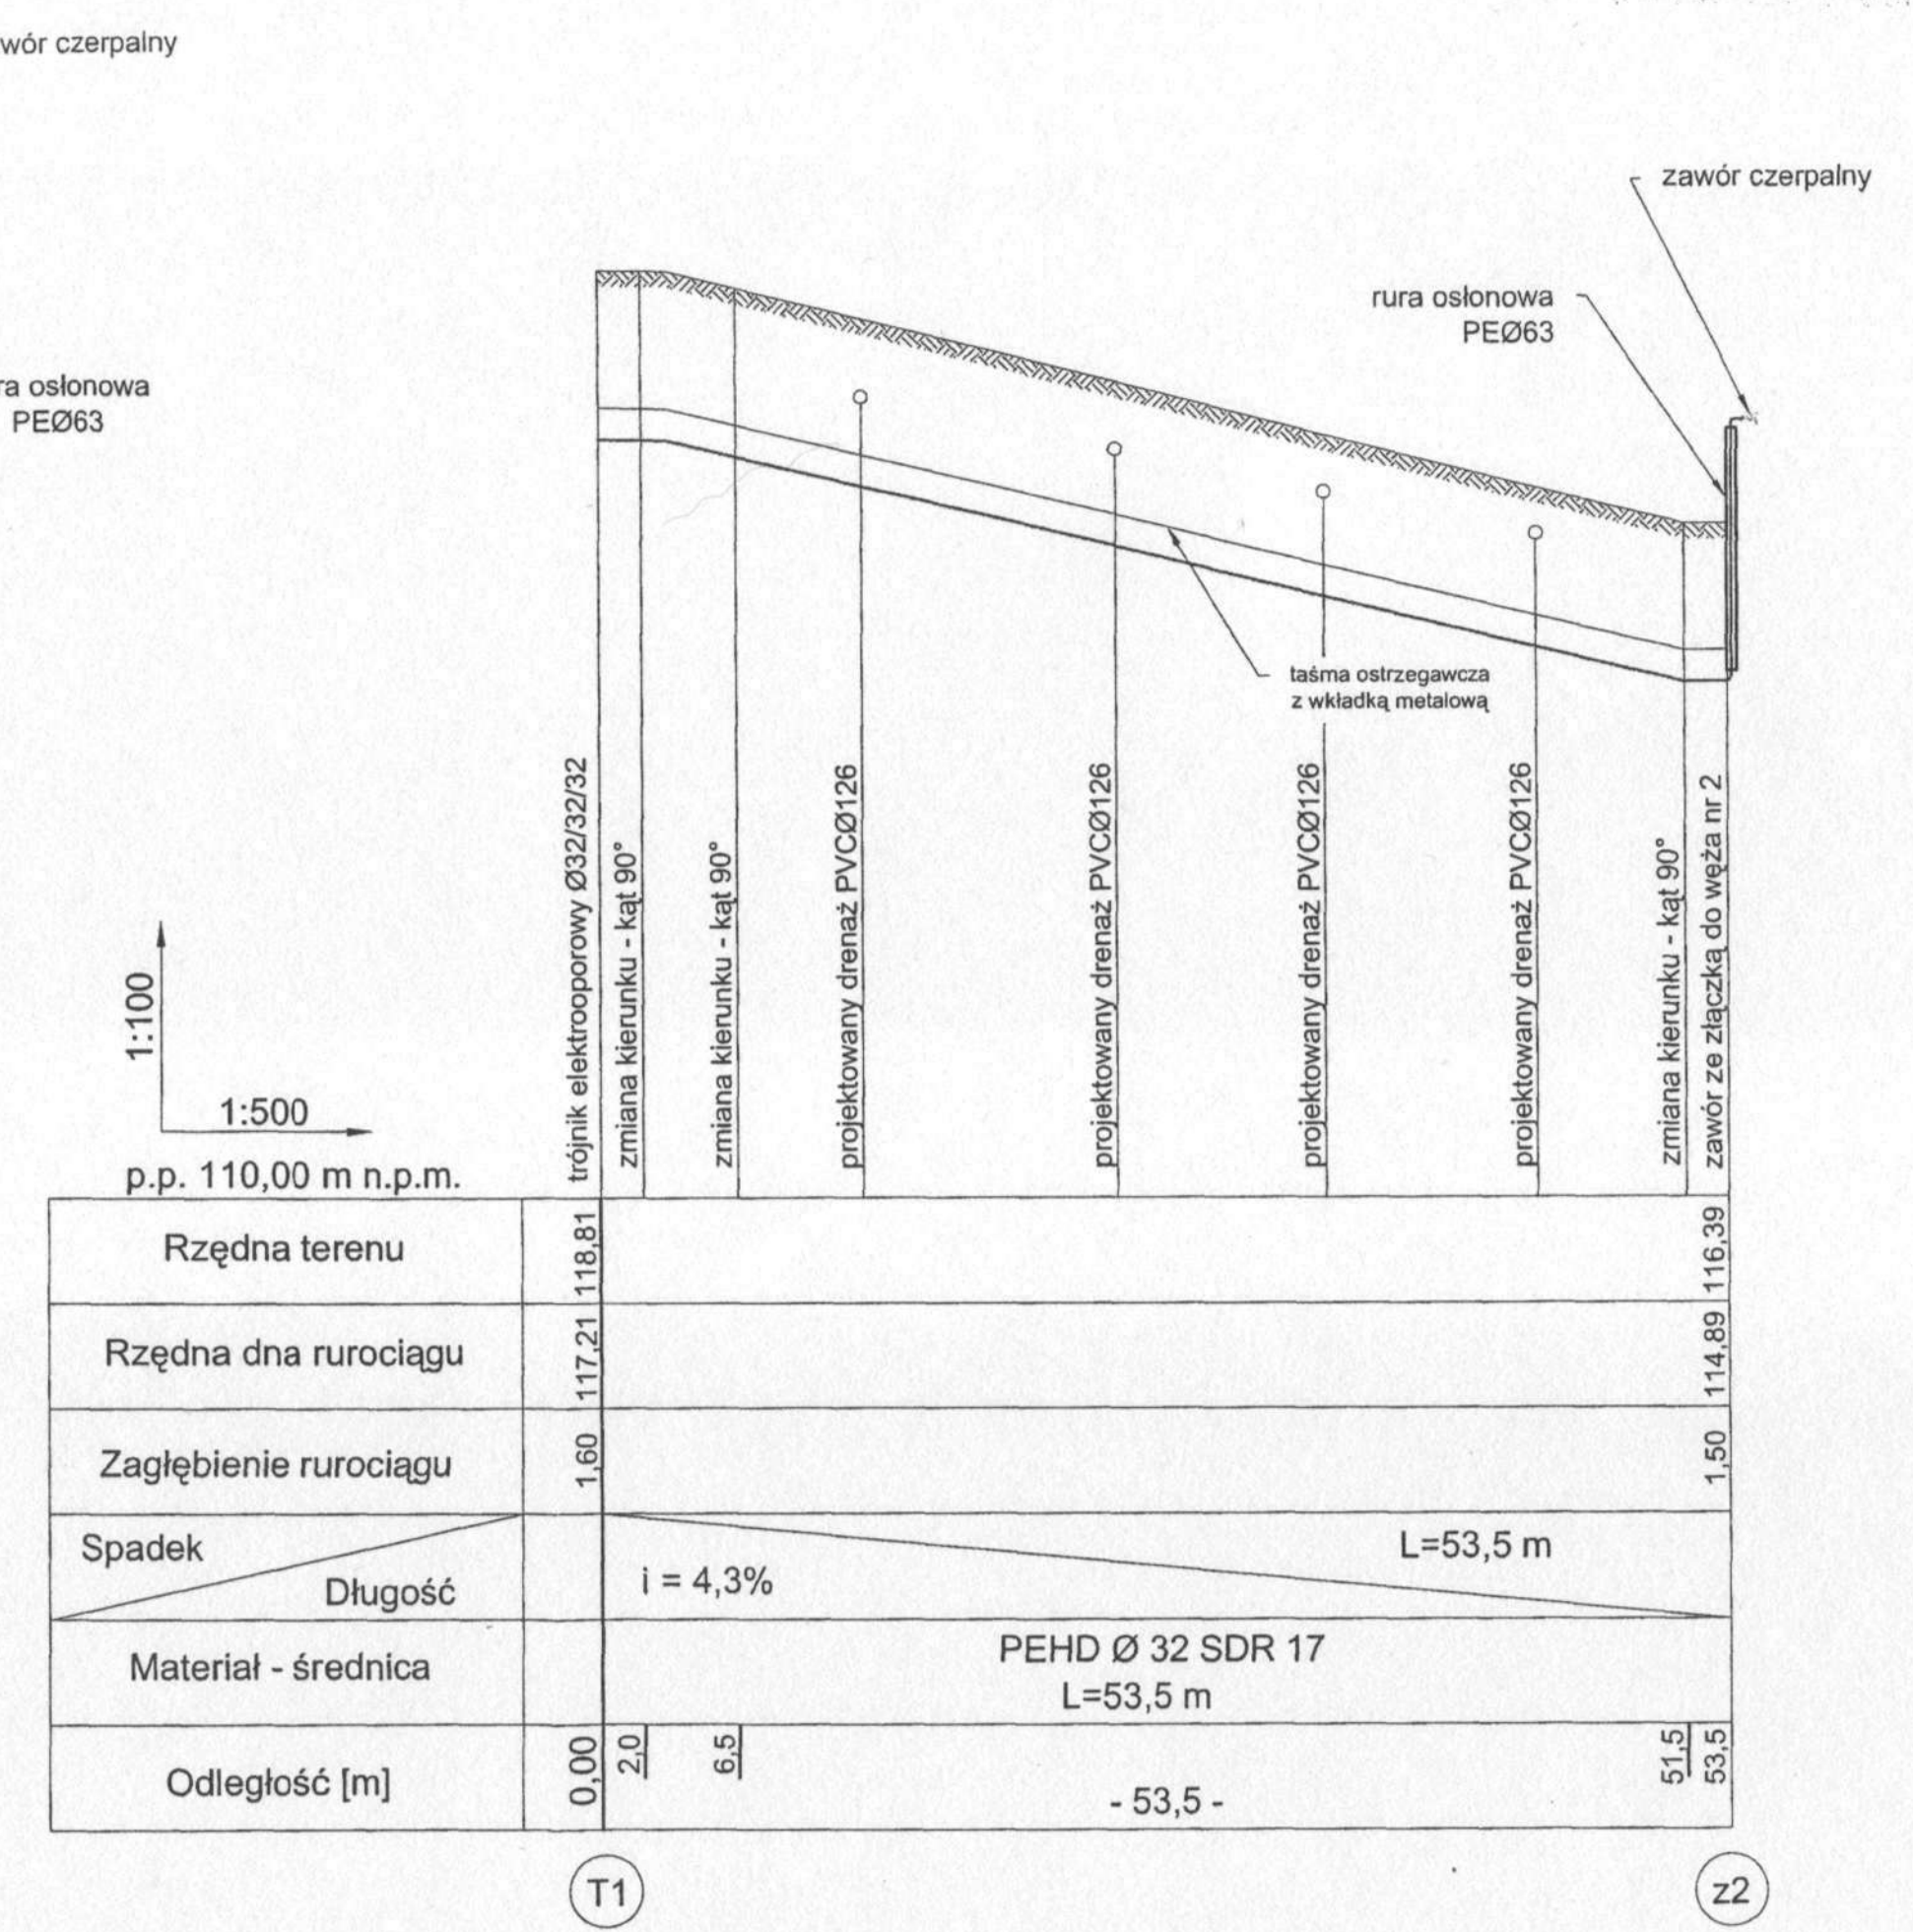 wór czerpalny
zawór czerpalny
rura osłonowa
PEØ63
ra osłonowa
PEØ63
taśma ostrzegawcza
z wkładką metalową
trójnik elektrooporowy Ø32/32/32
zmiana kierunku - kąt 90°
zmiana kierunku - kąt 90°
projektowany drenaż PVCØ126
projektowany drenaż PVCØ126
projektowany drenaż PVCØ126
projektowany drenaż PVCØ126
zmiana kierunku - kąt 90°
zawór ze złączką do węża nr 2
1:100
1:500
p.p. 110,00 m n.p.m.
Rzędna terenu 118,81 116,39
Rzędna dna rurociągu 117,21 114,89
Zagłębienie rurociągu 1,60 1,50
Spadek L=53,5 m
Długość i = 4,3%
Materiał - średnica PEHD Ø 32 SDR 17
L=53,5 m
Odległość [m] 0,00 2,0 6,5 51,5 53,5
- 53,5 -
T1 z2